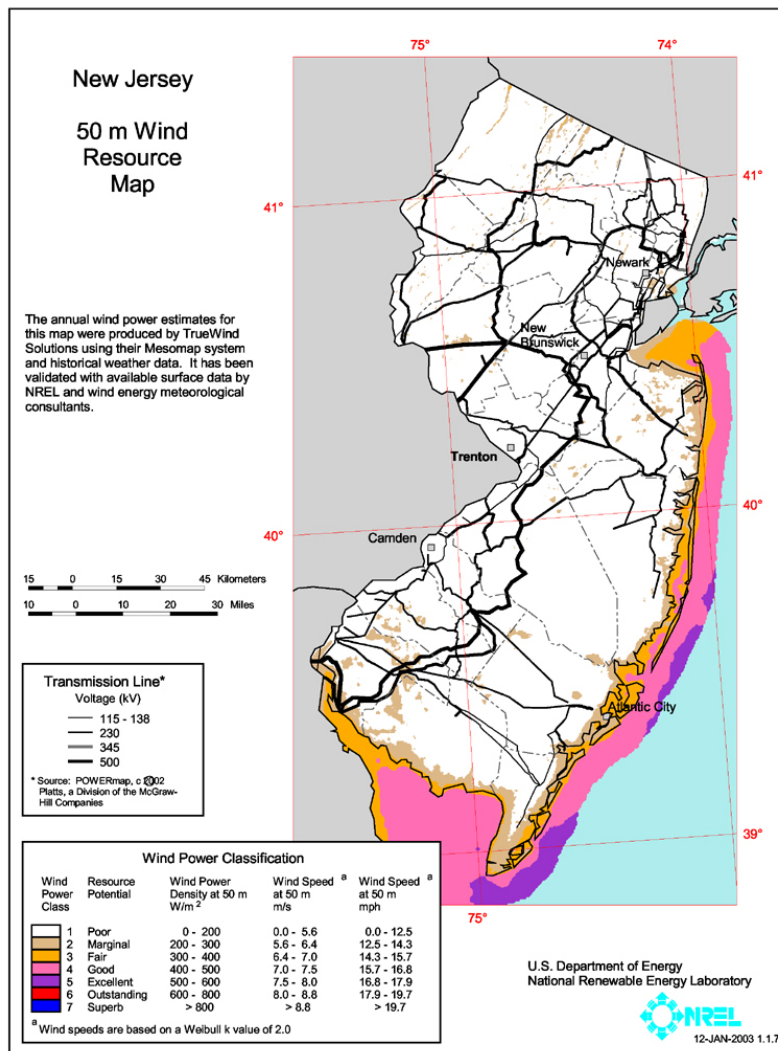 New Jersey
50 m Wind
Resource
Map
75°
74°
41°
41°
Newark
New
Brunswick
The annual wind power estimates for
this map were produced by TrueWind
Solutions using their Mesomap system
and historical weather data.  It has been
validated with available surface data by
NREL and wind energy meteorological
consultants.
Trenton
40°
40°
Camden
15 0 15 30 45 Kilometers
10 0 10 20 30 Miles
Transmission Line*
Voltage (kV)
115 - 138
230
345
500
* Source:  POWERmap, c 2002
Platts, a Division of the McGraw-
Hill Companies
Atlantic City
39°
75°
Wind Power Classification
Wind Power Class Resource Potential Wind Power Density at 50 m W/m² Wind Speed a at 50 m m/s Wind Speed a at 50 m mph
1 Poor 0 - 200 0.0 - 5.6 0.0 - 12.5
2 Marginal 200 - 300 5.6 - 6.4 12.5 - 14.3
3 Fair 300 - 400 6.4 - 7.0 14.3 - 15.7
4 Good 400 - 500 7.0 - 7.5 15.7 - 16.8
5 Excellent 500 - 600 7.5 - 8.0 16.8 - 17.9
6 Outstanding 600 - 800 8.0 - 8.8 17.9 - 19.7
7 Superb > 800 > 8.8 > 19.7
a Wind speeds are based on a Weibull k value of 2.0
U.S. Department of Energy
National Renewable Energy Laboratory
NREL
12-JAN-2003 1.1.7